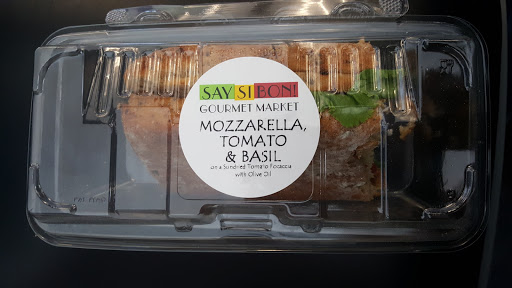 SAY SI BON!
GOURMET MARKET
MOZZARELLA,
TOMATO
& BASIL
on a Sundried Tomato Focaccia
with Olive Oil